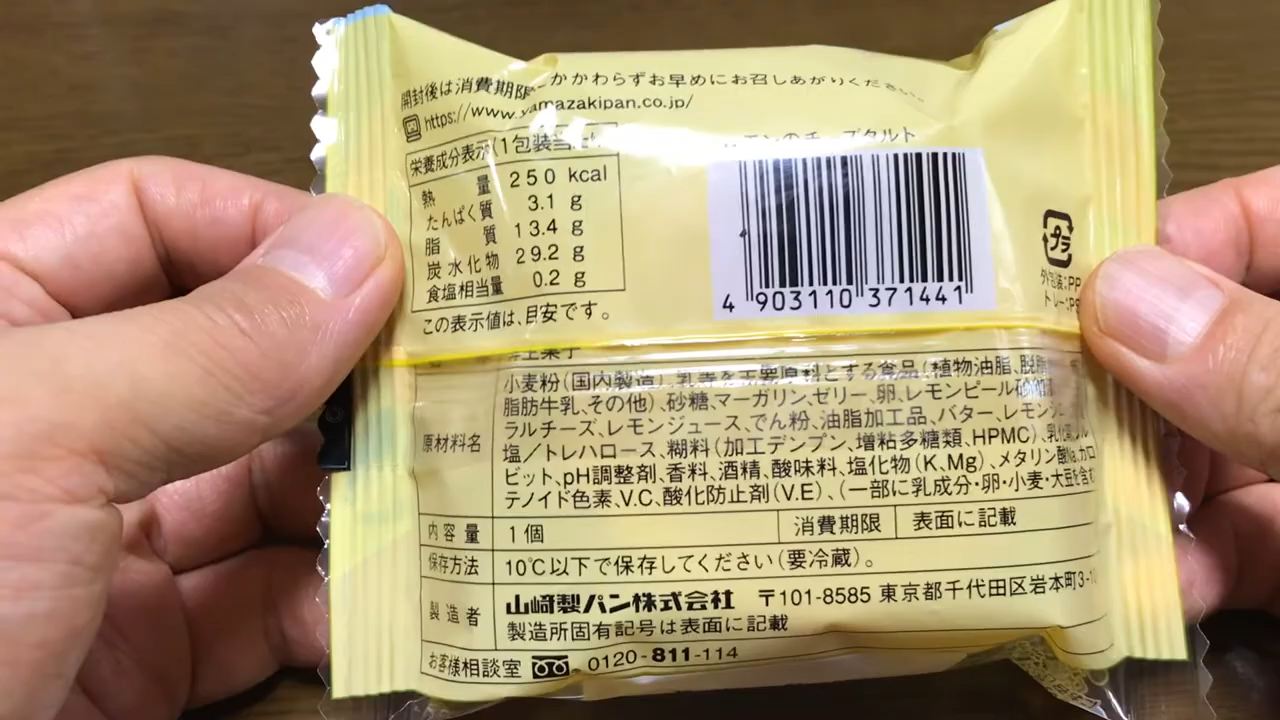 開封後は消費期限にかかわらずお早めにお召しあがりください。
https://www.yamazakipan.co.jp/
栄養成分表示(1包装当たり)
熱量 250 kcal
たんぱく質 3.1 g
脂質 13.4 g
炭水化物 29.2 g
食塩相当量 0.2 g
この表示値は、目安です。
レモンのチーズタルト
4 903110 371441
プラ
外包装:PP
トレー:PS
原材料名
小麦粉(国内製造)、乳等を主要原料とする食品(植物油脂、脱脂
脂肪牛乳、その他)、砂糖、マーガリン、ゼリー、卵、レモンピール砂糖
ラルチーズ、レモンジュース、でん粉、油脂加工品、バター、レモン
塩/トレハロース、糊料(加工デンプン、増粘多糖類、HPMC)、乳化剤
ビット、pH調整剤、香料、酒精、酸味料、塩化物(K、Mg)、メタリン酸Na、カロ
テノイド色素、V.C、酸化防止剤(V.E)、(一部に乳成分・卵・小麦・大豆を含む
内容量 1個 消費期限 表面に記載
保存方法 10℃以下で保存してください(要冷蔵)。
製造者 山崎製パン株式会社 〒101-8585 東京都千代田区岩本町3-10
製造所固有記号は表面に記載
お客様相談室 0120-811-114